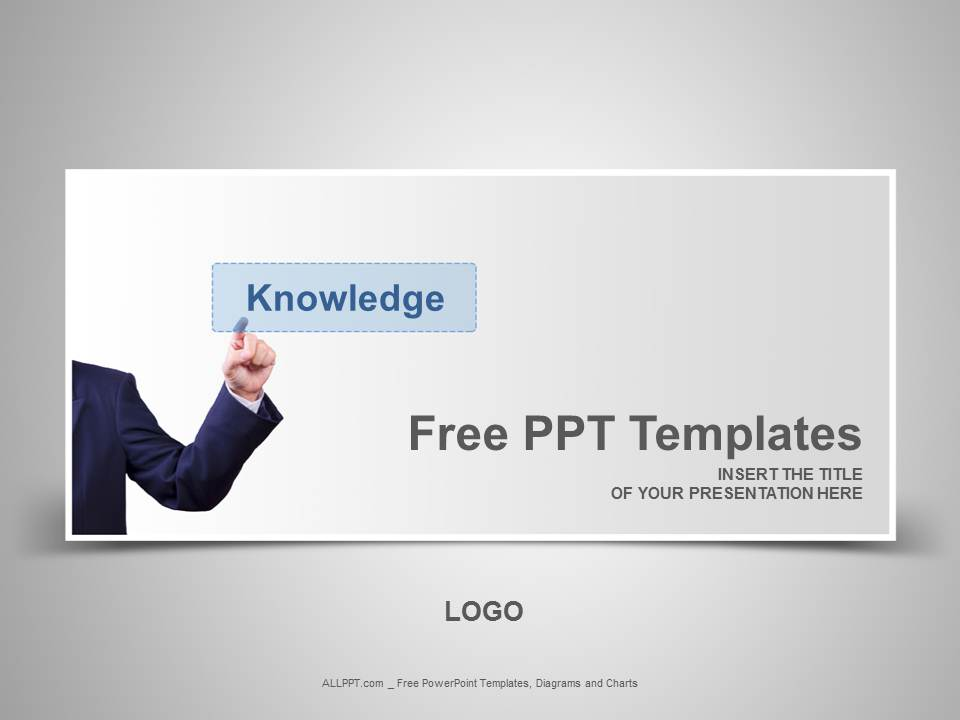 Knowledge
Free PPT Templates
INSERT THE TITLE
OF YOUR PRESENTATION HERE
LOGO
ALLPPT.com _ Free PowerPoint Templates, Diagrams and Charts